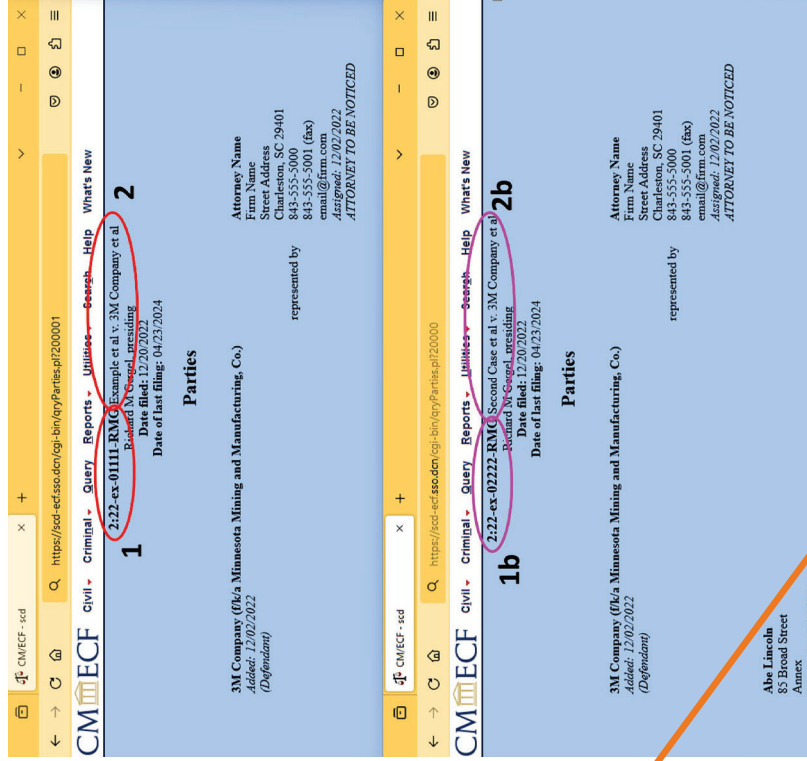 CM/ECF - scd
https://scd-ecf.sso.dcn/cgi-bin/qryParties.pl?200001
CM ECF Civil Criminal Query Reports Utilities Search Help What's New
1
2
2:22-ex-01111-RMG Example et al v. 3M Company et al
Richard M Gergel, presiding
Date filed: 12/20/2022
Date of last filing: 04/23/2024
Parties
3M Company (f/k/a Minnesota Mining and Manufacturing, Co.)
Added: 12/02/2022
(Defendant)
represented by
Attorney Name
Firm Name
Street Address
Charleston, SC 29401
843-555-5000
843-555-5001 (fax)
email@firm.com
Assigned: 12/02/2022
ATTORNEY TO BE NOTICED
CM/ECF - scd
https://scd-ecf.sso.dcn/cgi-bin/qryParties.pl?20000
CM ECF Civil Criminal Query Reports Utilities Search Help What's New
1b
2b
2:22-ex-02222-RMG Second Case et al v. 3M Company et al
Richard M Gergel, presiding
Date filed: 12/20/2022
Date of last filing: 04/23/2024
Parties
3M Company (f/k/a Minnesota Mining and Manufacturing, Co.)
Added: 12/02/2022
(Defendant)
represented by
Attorney Name
Firm Name
Street Address
Charleston, SC 29401
843-555-5000
843-555-5001 (fax)
email@firm.com
Assigned: 12/02/2022
ATTORNEY TO BE NOTICED
Abe Lincoln
85 Broad Street
Annex